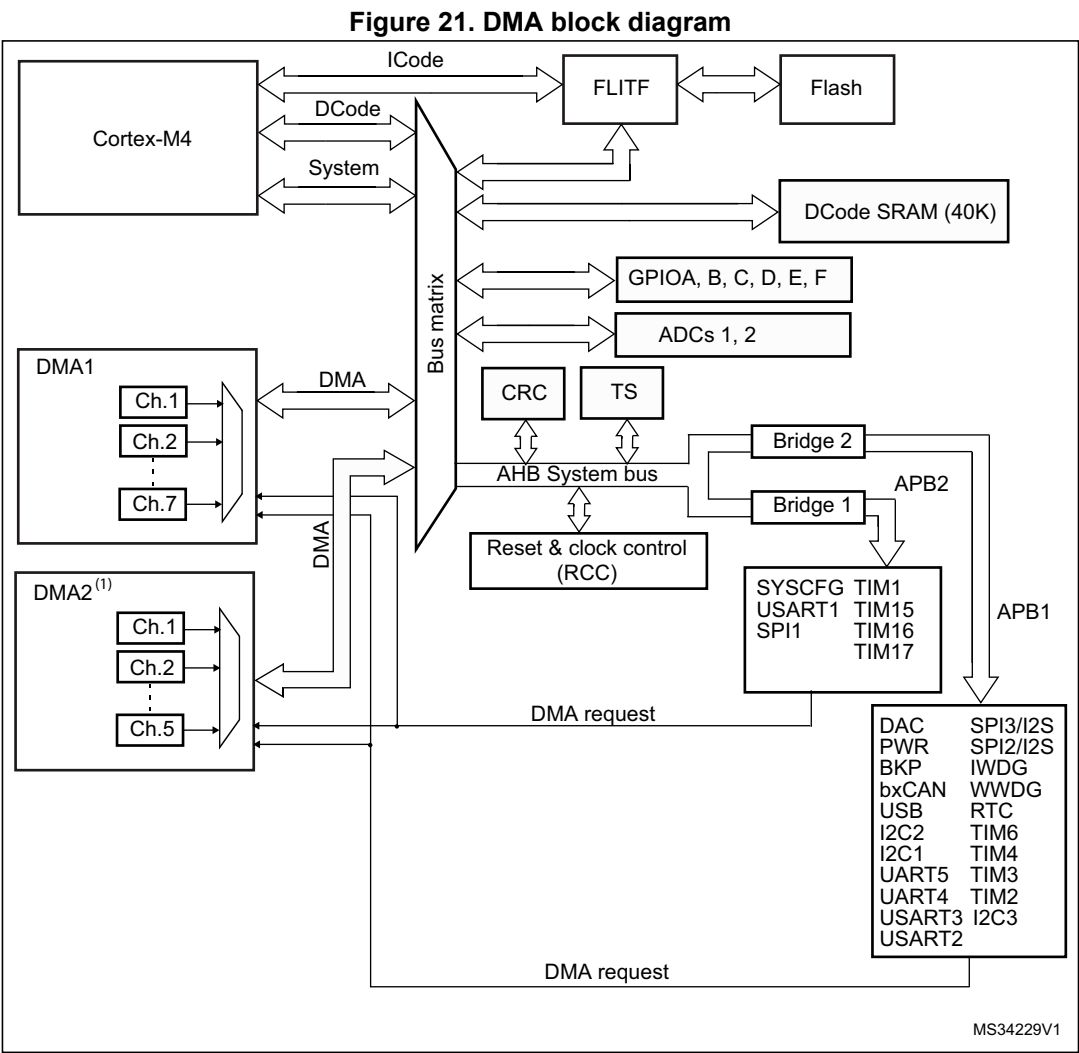 Figure 21. DMA block diagram
ICode
Cortex-M4
FLITF
Flash
DCode
System
DCode SRAM (40K)
Bus matrix
GPIOA, B, C, D, E, F
ADCs 1, 2
DMA1
Ch.1
Ch.2
Ch.7
DMA
CRC
TS
AHB System bus
Bridge 2
Bridge 1
APB2
Reset & clock control
(RCC)
DMA
DMA2(1)
Ch.1
Ch.2
Ch.5
SYSCFG TIM1
USART1 TIM15
SPI1 TIM16
TIM17
APB1
DMA request
DAC SPI3/I2S
PWR SPI2/I2S
BKP IWDG
bxCAN WWDG
USB RTC
I2C2 TIM6
I2C1 TIM4
UART5 TIM3
UART4 TIM2
USART3 I2C3
USART2
DMA request
MS34229V1